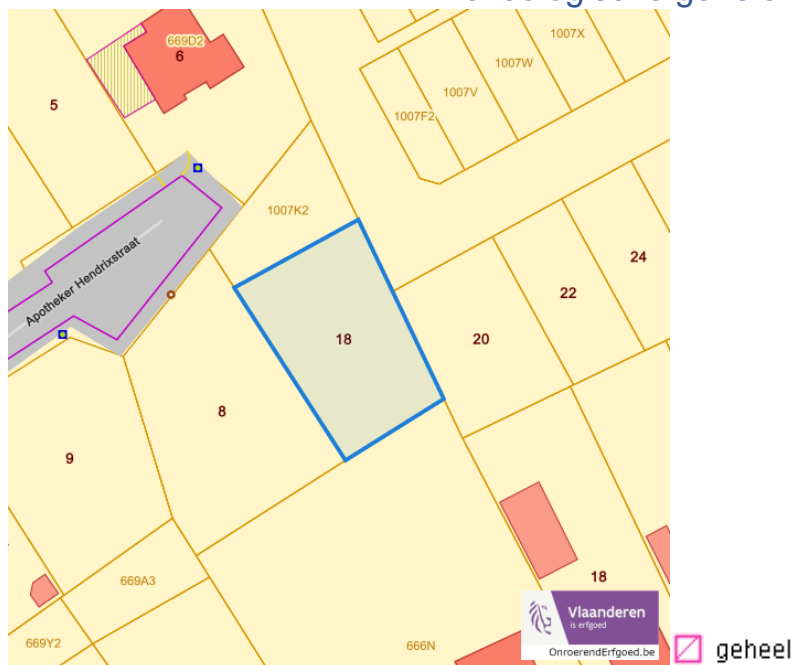 669D2
6
5
1007X
1007W
1007V
1007F2
1007K2
24
22
20
18
8
9
Apotheker Hendrixstraat
669A3
669Y2
666N
18
Vlaanderen
is erfgoed
OnroerendErfgoed.be
geheel